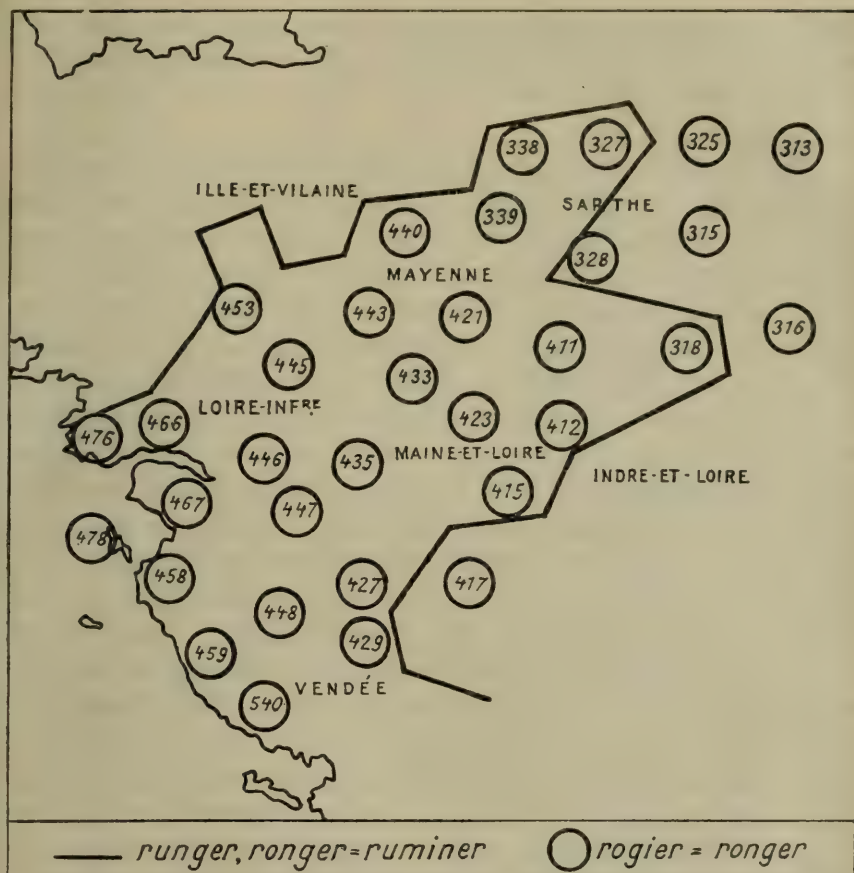 338 327 325 313
ILLE-ET-VILAINE
339 SARTHE
440 315
328
MAYENNE
453 443 421
316
411 318
445 433
LOIRE-INFRE
466 423 412
476
446 435 MAINE-ET-LOIRE
INDRE-ET-LOIRE
467 447 415
478
458 427 417
448
459 429
VENDÉE
540
runger, ronger=ruminer rogier = ronger